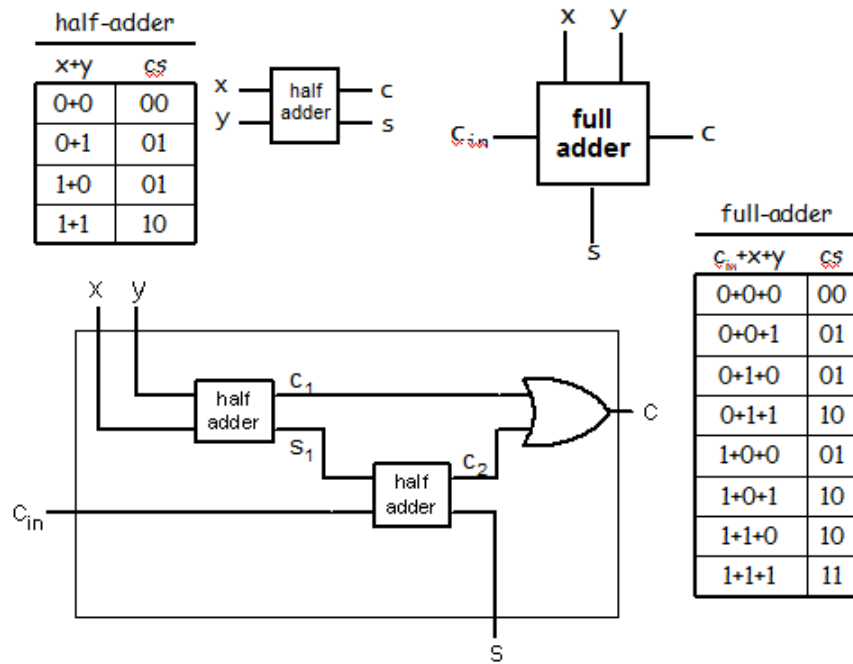 half-adder
x+y cs
0+0 00
0+1 01
1+0 01
1+1 10
x
y
half
adder
c
s
x y
c_in
full
adder
c
s
full-adder
c_in+x+y cs
0+0+0 00
0+0+1 01
0+1+0 01
0+1+1 10
1+0+0 01
1+0+1 10
1+1+0 10
1+1+1 11
x y
half
adder
c₁
s₁
half
adder
c₂
c_in
c
s